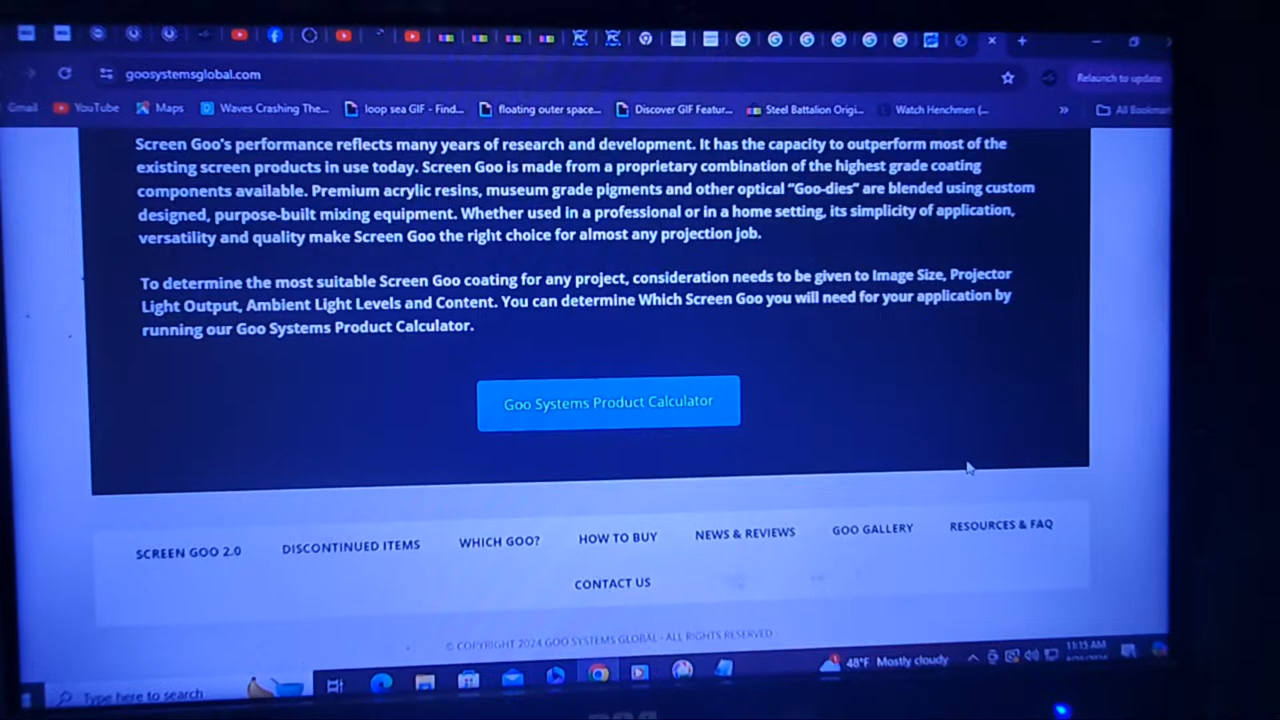 goosystemsglobal.com
Relaunch to update
Gmail YouTube Maps Waves Crashing The... loop sea GIF - Find... floating outer space... Discover GIF Featur... Steel Battalion Origi... Watch Henchmen (... » All Bookmar
Screen Goo's performance reflects many years of research and development. It has the capacity to outperform most of the
existing screen products in use today. Screen Goo is made from a proprietary combination of the highest grade coating
components available. Premium acrylic resins, museum grade pigments and other optical “Goo-dies” are blended using custom
designed, purpose-built mixing equipment. Whether used in a professional or in a home setting, its simplicity of application,
versatility and quality make Screen Goo the right choice for almost any projection job.
To determine the most suitable Screen Goo coating for any project, consideration needs to be given to Image Size, Projector
Light Output, Ambient Light Levels and Content. You can determine Which Screen Goo you will need for your application by
running our Goo Systems Product Calculator.
Goo Systems Product Calculator
SCREEN GOO 2.0 DISCONTINUED ITEMS WHICH GOO? HOW TO BUY NEWS & REVIEWS GOO GALLERY RESOURCES & FAQ
CONTACT US
© COPYRIGHT 2024 GOO SYSTEMS GLOBAL - ALL RIGHTS RESERVED
Type here to search
48°F Mostly cloudy
11:15 AM